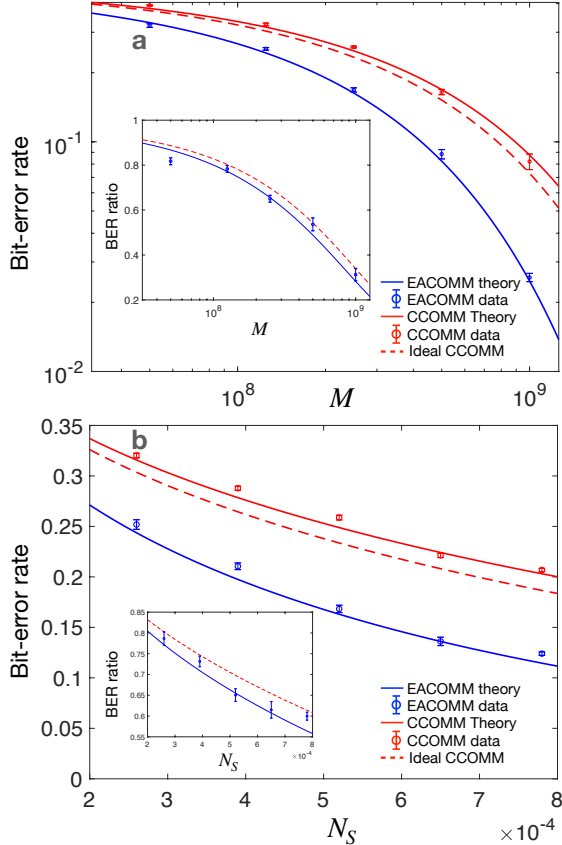 a
Bit-error rate
10^-1
10^-2
10^8
10^9
M
BER ratio
1
0.8
0.6
0.4
0.2
10^8
10^9
M
EACOMM theory
EACOMM data
CCOMM Theory
CCOMM data
Ideal CCOMM
b
Bit-error rate
0.35
0.3
0.25
0.2
0.15
0.1
0.05
0
2 3 4 5 6 7 8
N_S
×10^-4
BER ratio
0.85
0.8
0.75
0.7
0.65
0.6
0.55
2 3 4 5 6 7 8
N_S
×10^-4
EACOMM theory
EACOMM data
CCOMM Theory
CCOMM data
Ideal CCOMM